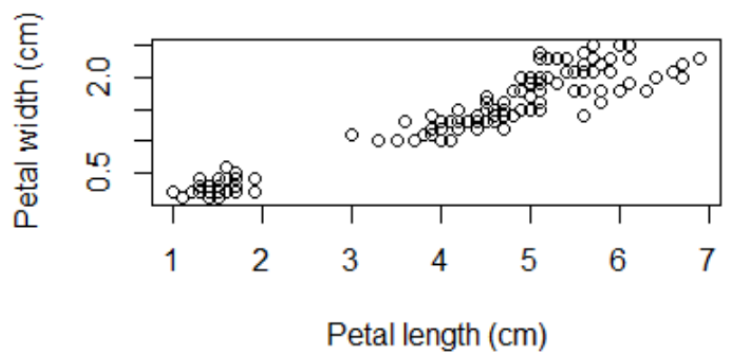 Petal width (cm)
2.0
0.5
1 2 3 4 5 6 7
Petal length (cm)